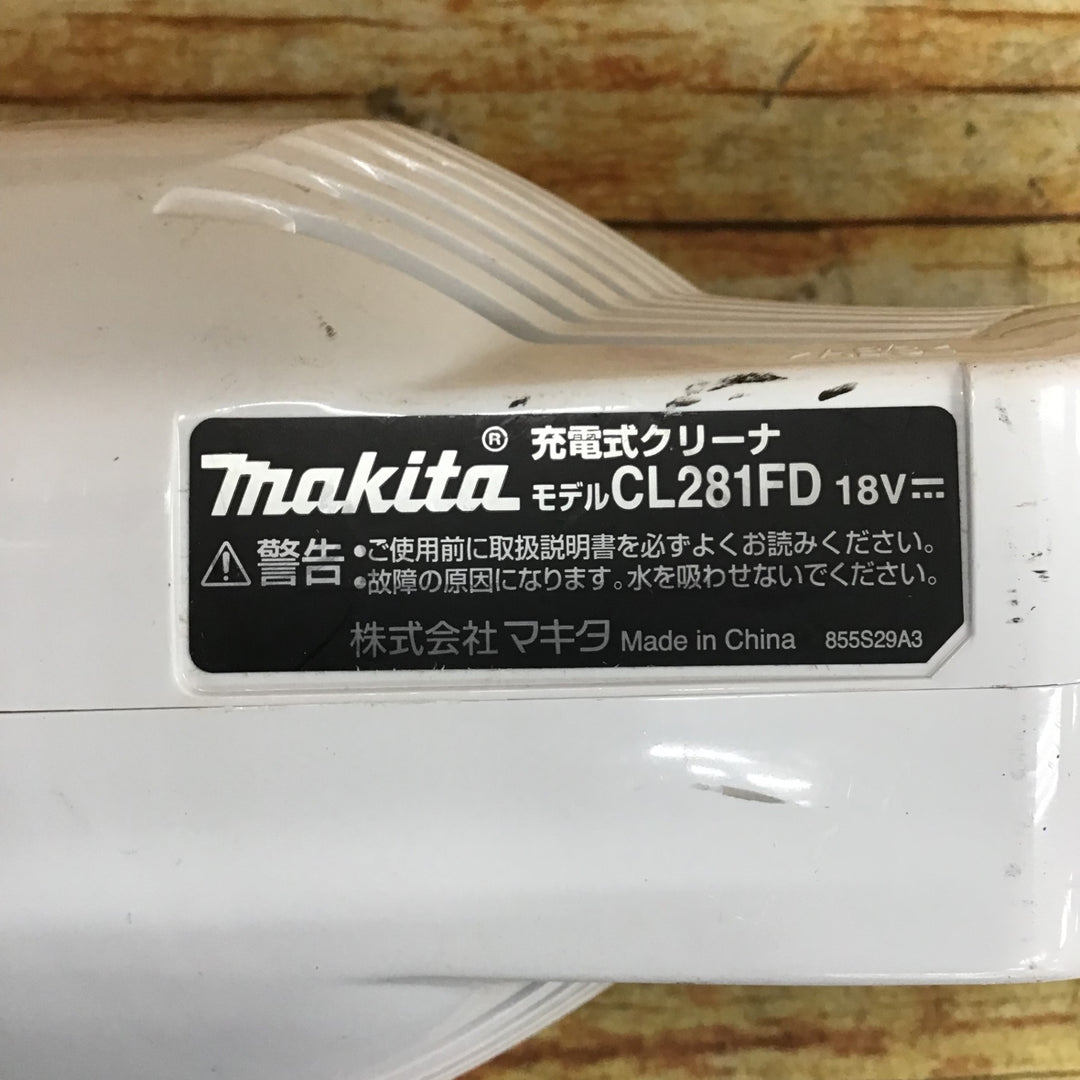 makita® 充電式クリーナ
モデルCL281FD 18V⎓
⚠警告 •ご使用前に取扱説明書を必ずよくお読みください。
•故障の原因になります。水を吸わせないでください。
株式会社マキタ Made in China 855S29A3